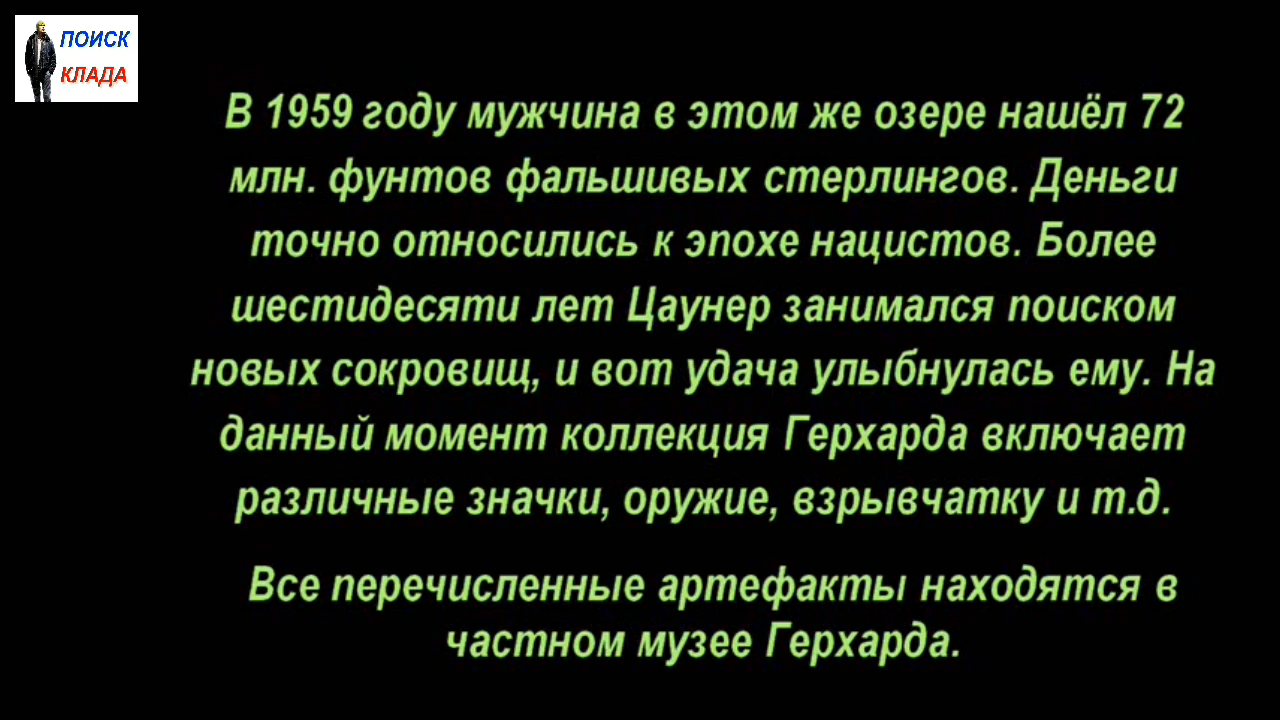 ПОИСК
КЛАДА
В 1959 году мужчина в этом же озере нашёл 72
млн. фунтов фальшивых стерлингов. Деньги
точно относились к эпохе нацистов. Более
шестидесяти лет Цаунер занимался поиском
новых сокровищ, и вот удача улыбнулась ему. На
данный момент коллекция Герхарда включает
различные значки, оружие, взрывчатку и т.д.
Все перечисленные артефакты находятся в
частном музее Герхарда.